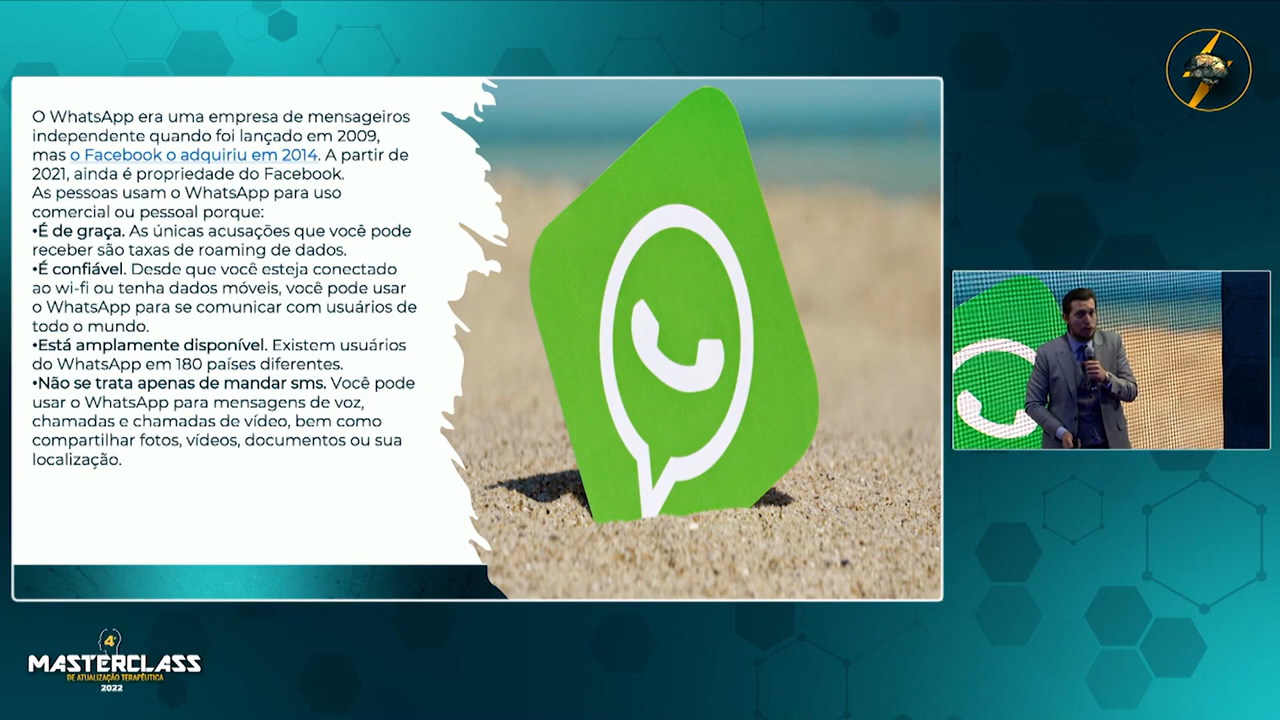 O WhatsApp era uma empresa de mensageiros
independente quando foi lançado em 2009,
mas o Facebook o adquiriu em 2014. A partir de
2021, ainda é propriedade do Facebook.
As pessoas usam o WhatsApp para uso
comercial ou pessoal porque:
•É de graça. As únicas acusações que você pode
receber são taxas de roaming de dados.
•É confiável. Desde que você esteja conectado
ao wi-fi ou tenha dados móveis, você pode usar
o WhatsApp para se comunicar com usuários de
todo o mundo.
•Está amplamente disponível. Existem usuários
do WhatsApp em 180 países diferentes.
•Não se trata apenas de mandar sms. Você pode
usar o WhatsApp para mensagens de voz,
chamadas e chamadas de vídeo, bem como
compartilhar fotos, vídeos, documentos ou sua
localização.
4ª
MASTERCLASS
DE ATUALIZAÇÃO TERAPÊUTICA
2022